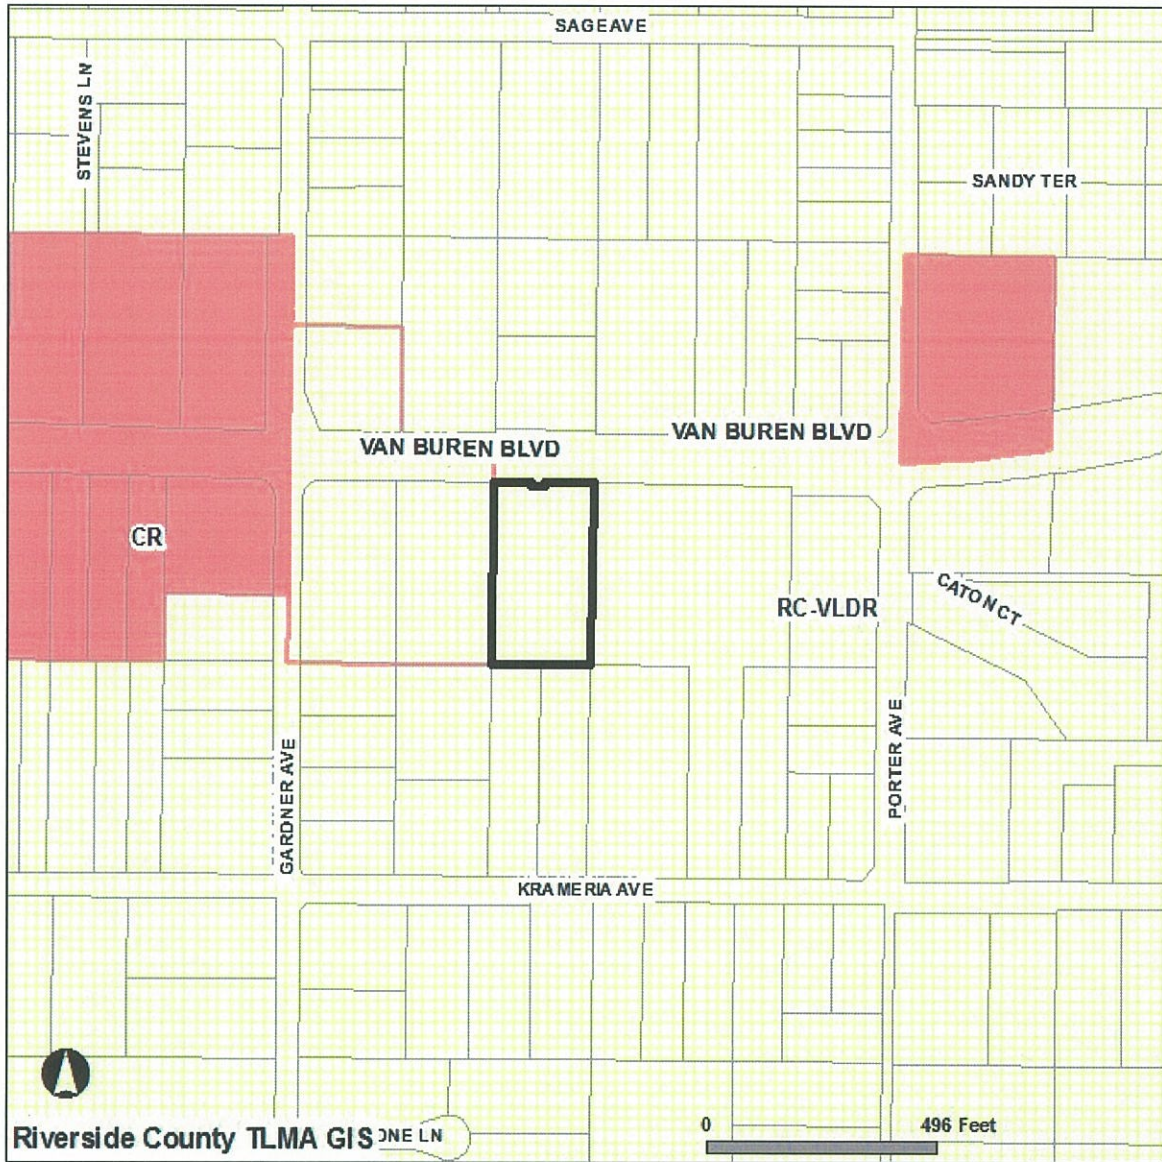 SAGE AVE
STEVENS LN
SANDY TER
VAN BUREN BLVD
VAN BUREN BLVD
CR
CATON CT
RC-VLDR
PORTER AVE
GARDNER AVE
KRAMERIA AVE
0 496 Feet
Riverside County TLMA GIS
LN